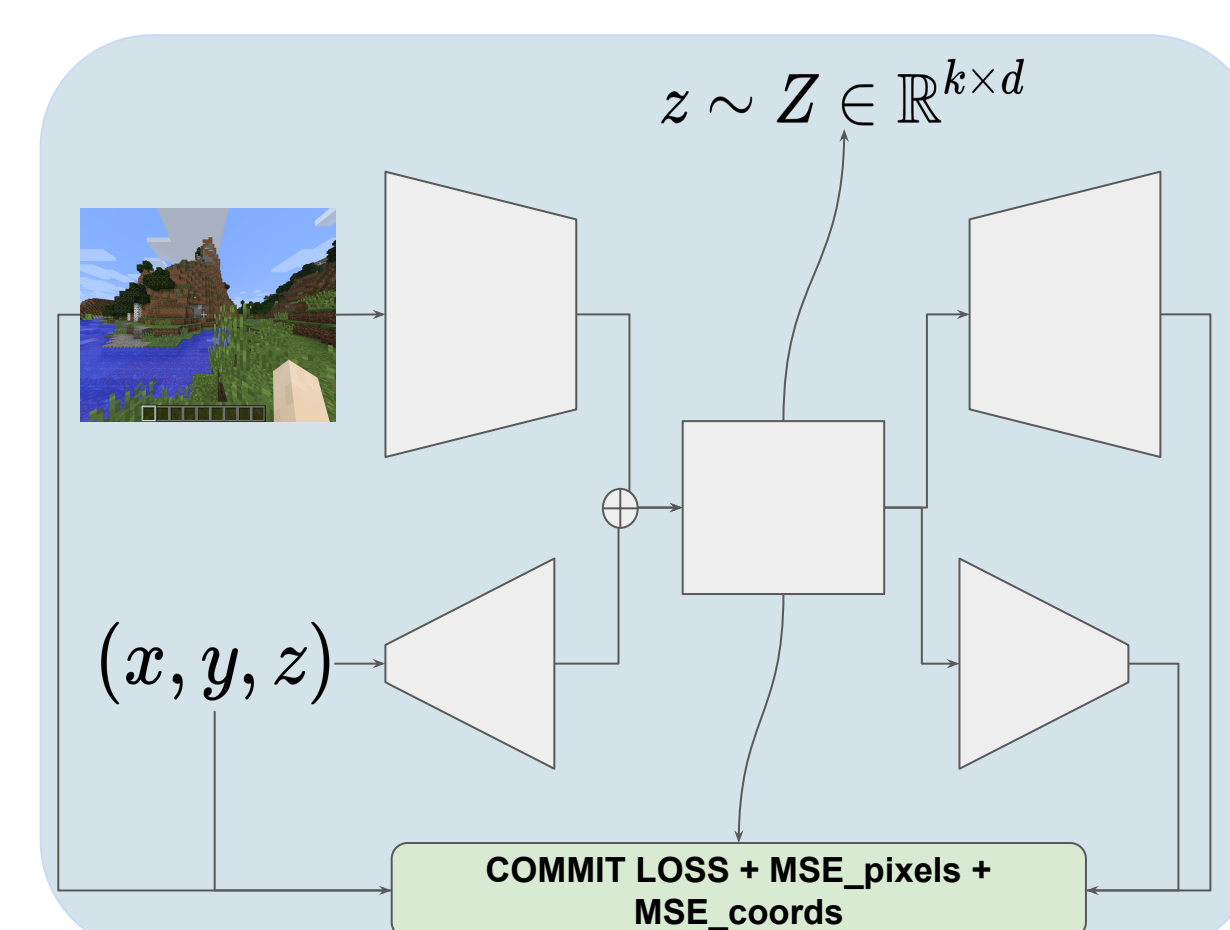 z ∼ Z ∈ ℝ^{k×d}
(x, y, z)
COMMIT LOSS + MSE_pixels +
MSE_coords